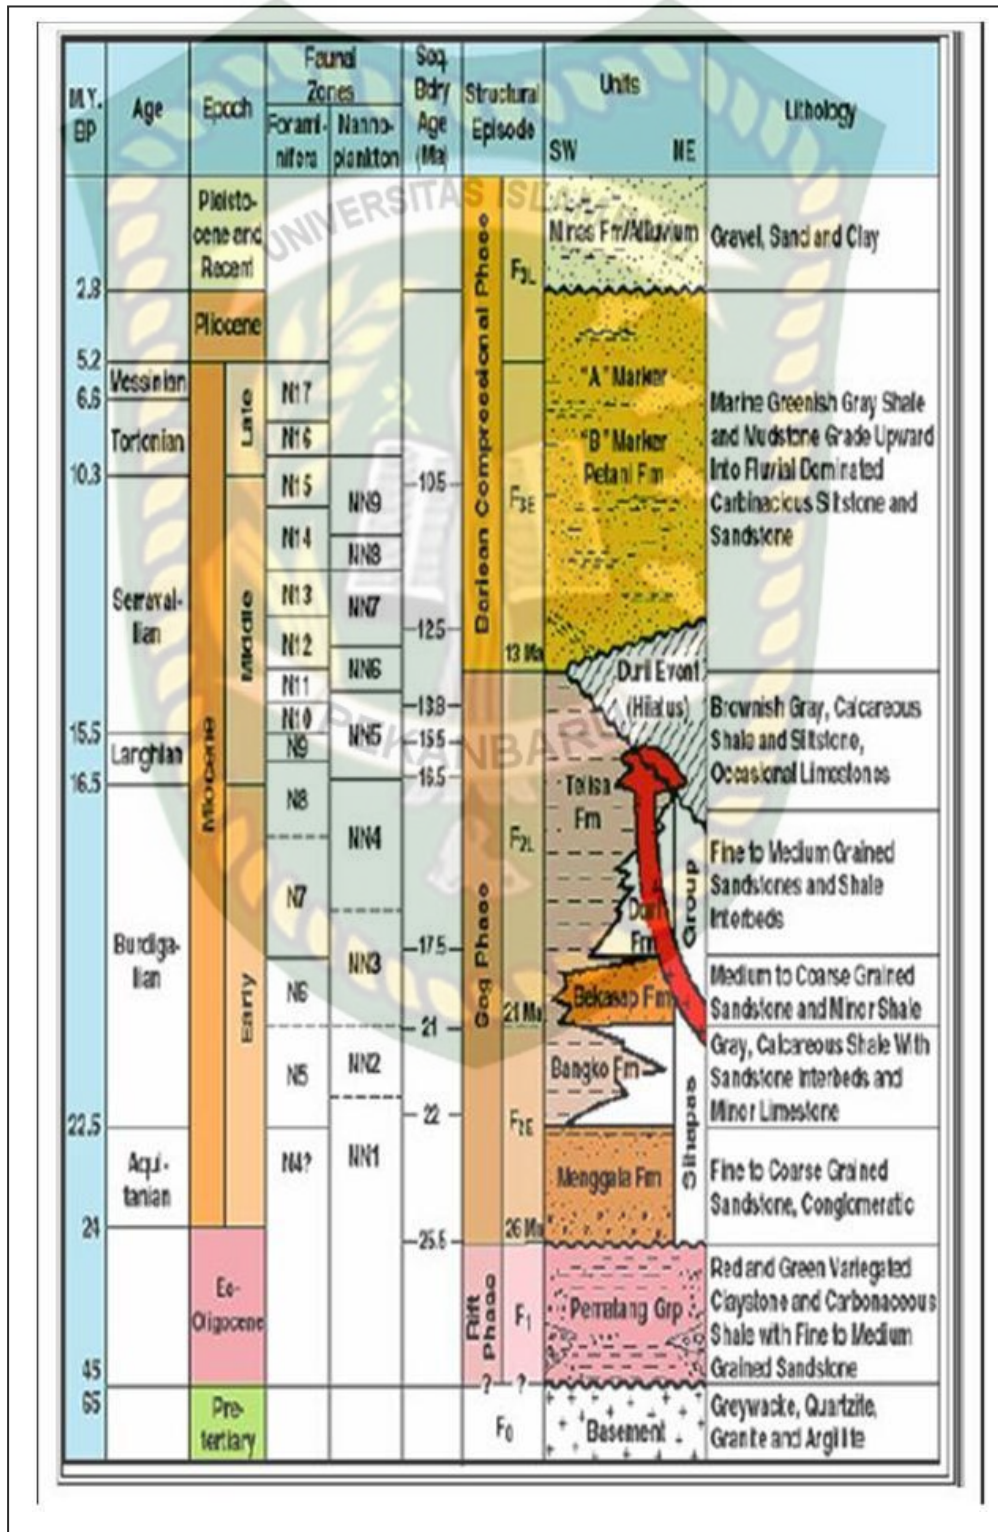 M.Y.
BP
Age
Epoch
Faunal
Zones
Forami-
nifera
Nanno-
plankton
Seq.
Bdry
Age
(Ma)
Structural
Episode
Units
SW
NE
Lithology
UNIVERSITAS ISLAM
PEKANBARU
2.8
5.2
6.6
10.3
15.5
16.5
22.5
24
45
65
Messinian
Tortonian
Serraval-
lian
Langhian
Burdiga-
lian
Aqui-
tanian
Pleisto-
cene and
Recent
Pliocene
Miocene
Late
Middle
Early
Eo-
Oligocene
Pre-
tertiary
N17
N16
N15
N14
N13
N12
N11
N10
N9
N8
N7
N6
N5
N4?
NN9
NN8
NN7
NN6
NN5
NN4
NN3
NN2
NN1
10.5
12.5
13.8
15.5
16.5
17.5
21
22
25.5
Barisan Compressional Phase
Sag Phase
Rift
Phase
F3L
F3E
13 Ma
F2L
21 Ma
F2E
26 Ma
F1
?
?
F0
Minas Fm/Alluvium
"A" Marker
"B" Marker
Petani Fm
Duri Event
(Hiatus)
Telisa
Fm
Duri
Fm
Bekasap Fm
Bangko Fm
Menggala Fm
Sihapas
Group
Pematang Grp
Basement
Gravel, Sand and Clay
Marine Greenish Gray Shale
and Mudstone Grade Upward
Into Fluvial Dominated
Carbinacious Siltstone and
Sandstone
Brownish Gray, Calcareous
Shale and Siltstone,
Occasional Limestones
Fine to Medium Grained
Sandstones and Shale
Interbeds
Medium to Coarse Grained
Sandstone and Minor Shale
Gray, Calcareous Shale With
Sandstone Interbeds and
Minor Limestone
Fine to Coarse Grained
Sandstone, Conglomeratic
Red and Green Variegated
Claystone and Carbonaceous
Shale with Fine to Medium
Grained Sandstone
Greywacke, Quartzite,
Granite and Argillite